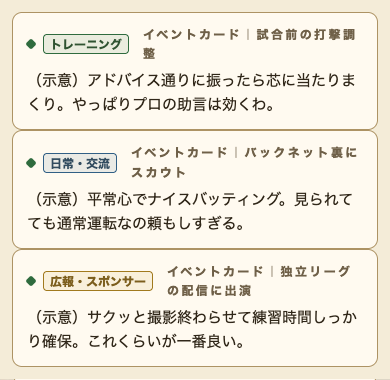 トレーニング
イベントカード｜試合前の打撃調
整
（示意）アドバイス通りに振ったら芯に当たりま
くり。やっぱりプロの助言は効くわ。
日常・交流
イベントカード｜バックネット裏に
スカウト
（示意）平常心でナイスバッティング。見られて
ても通常運転なの頼もしすぎる。
広報・スポンサー
イベントカード｜独立リーグ
の配信に出演
（示意）サクッと撮影終わらせて練習時間しっか
り確保。これくらいが一番良い。